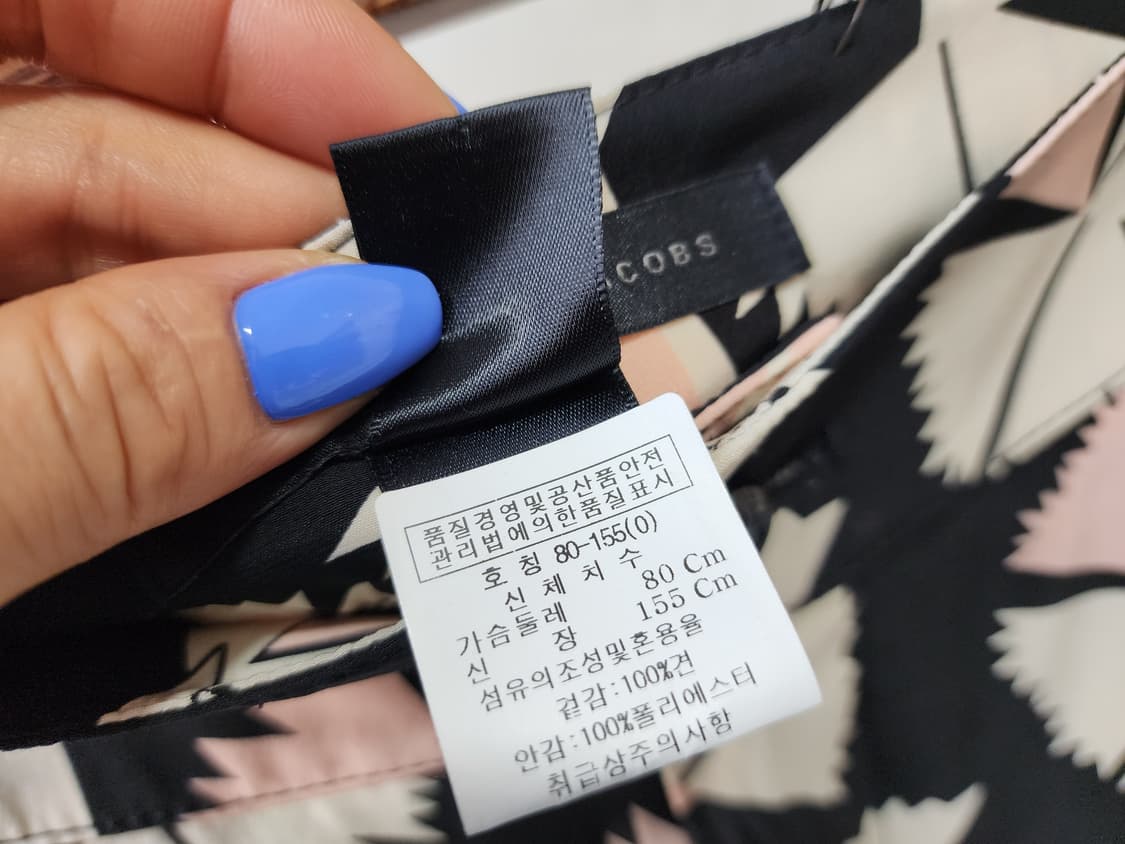 COBS
품질경영및공산품안전
관리법에의한품질표시
호 칭 80-155(0)
신 체 치 수
가슴둘레 80 Cm
신 장 155 Cm
섬유의조성및혼용율
겉감:100%견
안감:100%폴리에스터
취급상주의사항